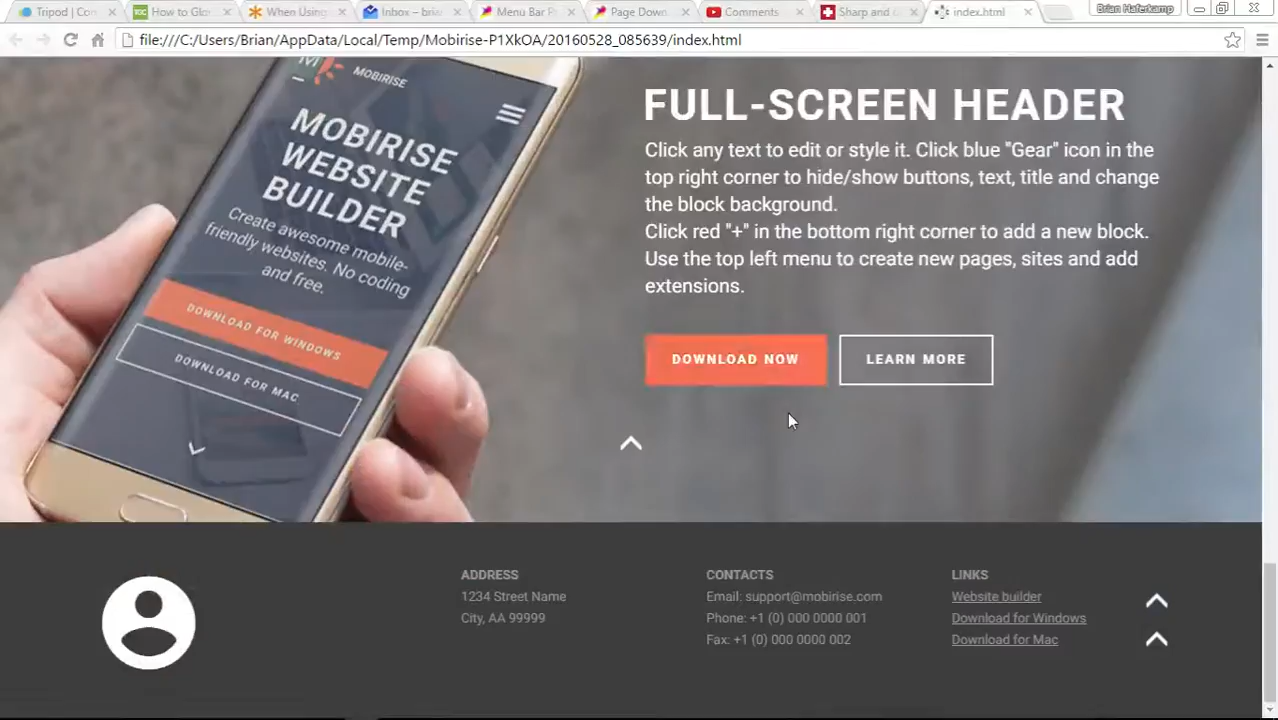 Tripod | Con
How to Glo
When Using
Inbox – bria
Menu Bar P
Page Down
Comments
Sharp and
index.html
Brian Haferkamp
file:///C:/Users/Brian/AppData/Local/Temp/Mobirise-P1XkOA/20160528_085639/index.html
MOBIRISE
MOBIRISE
WEBSITE
BUILDER
Create awesome mobile-
friendly websites. No coding
and free.
DOWNLOAD FOR WINDOWS
DOWNLOAD FOR MAC
FULL-SCREEN HEADER
Click any text to edit or style it. Click blue "Gear" icon in the
top right corner to hide/show buttons, text, title and change
the block background.
Click red "+" in the bottom right corner to add a new block.
Use the top left menu to create new pages, sites and add
extensions.
DOWNLOAD NOW
LEARN MORE
ADDRESS
1234 Street Name
City, AA 99999
CONTACTS
Email: support@mobirise.com
Phone: +1 (0) 000 0000 001
Fax: +1 (0) 000 0000 002
LINKS
Website builder
Download for Windows
Download for Mac